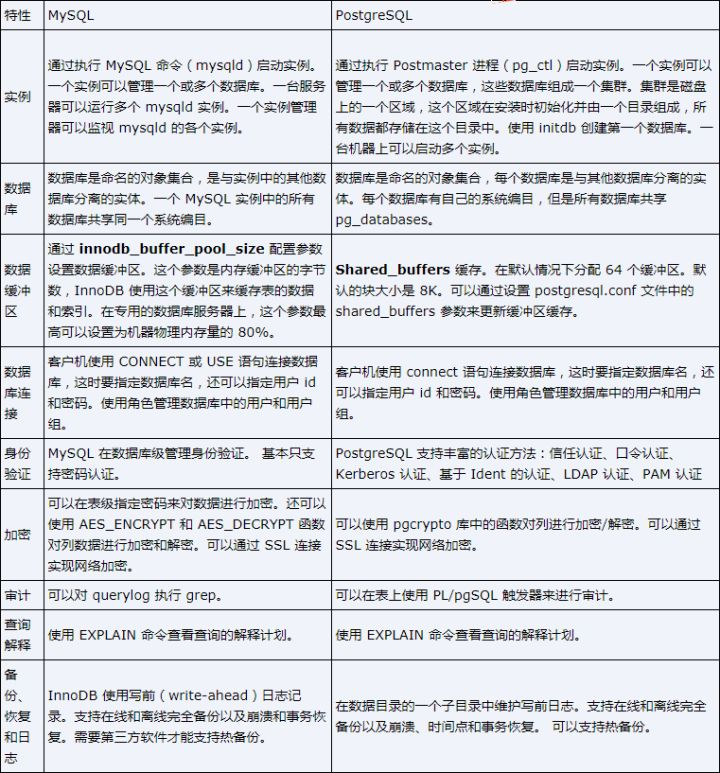 特性
MySQL
PostgreSQL
实例
通过执行 MySQL 命令（mysqld）启动实例。
一个实例可以管理一个或多个数据库。一台服务
器可以运行多个 mysqld 实例。一个实例管理
器可以监视 mysqld 的各个实例。
通过执行 Postmaster 进程（pg_ctl）启动实例。一个实例可以
管理一个或多个数据库，这些数据库组成一个集群。集群是磁盘
上的一个区域，这个区域在安装时初始化并由一个目录组成，所
有数据都存储在这个目录中。使用 initdb 创建第一个数据库。一
台机器上可以启动多个实例。
数据
库
数据库是命名的对象集合，是与实例中的其他数
据库分离的实体。一个 MySQL 实例中的所有
数据库共享同一个系统编目。
数据库是命名的对象集合，每个数据库是与其他数据库分离的实
体。每个数据库有自己的系统编目，但是所有数据库共享
pg_databases。
数据
缓冲
区
通过 innodb_buffer_pool_size 配置参数
设置数据缓冲区。这个参数是内存缓冲区的字节
数，InnoDB 使用这个缓冲区来缓存表的数据
和索引。在专用的数据库服务器上，这个参数最
高可以设置为机器物理内存量的 80%。
Shared_buffers 缓存。在默认情况下分配 64 个缓冲区。默
认的块大小是 8K。可以通过设置 postgresql.conf 文件中的
shared_buffers 参数来更新缓冲区缓存。
数据
库连
接
客户机使用 CONNECT 或 USE 语句连接数据
库，这时要指定数据库名，还可以指定用户 id
和密码。使用角色管理数据库中的用户和用户
组。
客户机使用 connect 语句连接数据库，这时要指定数据库名，还
可以指定用户 id 和密码。使用角色管理数据库中的用户和用户
组。
身份
验证
MySQL 在数据库级管理身份验证。 基本只支
持密码认证。
PostgreSQL 支持丰富的认证方法：信任认证、口令认证、
Kerberos 认证、基于 Ident 的认证、LDAP 认证、PAM 认证
加密
可以在表级指定密码来对数据进行加密。还可以
使用 AES_ENCRYPT 和 AES_DECRYPT 函数
对列数据进行加密和解密。可以通过 SSL 连接
实现网络加密。
可以使用 pgcrypto 库中的函数对列进行加密/解密。可以通过
SSL 连接实现网络加密。
审计
可以对 querylog 执行 grep。
可以在表上使用 PL/pgSQL 触发器来进行审计。
查询
解释
使用 EXPLAIN 命令查看查询的解释计划。
使用 EXPLAIN 命令查看查询的解释计划。
备
份、
恢复
和日
志
InnoDB 使用写前（write-ahead）日志记
录。支持在线和离线完全备份以及崩溃和事务恢
复。需要第三方软件才能支持热备份。
在数据目录的一个子目录中维护写前日志。支持在线和离线完全
备份以及崩溃、时间点和事务恢复。 可以支持热备份。